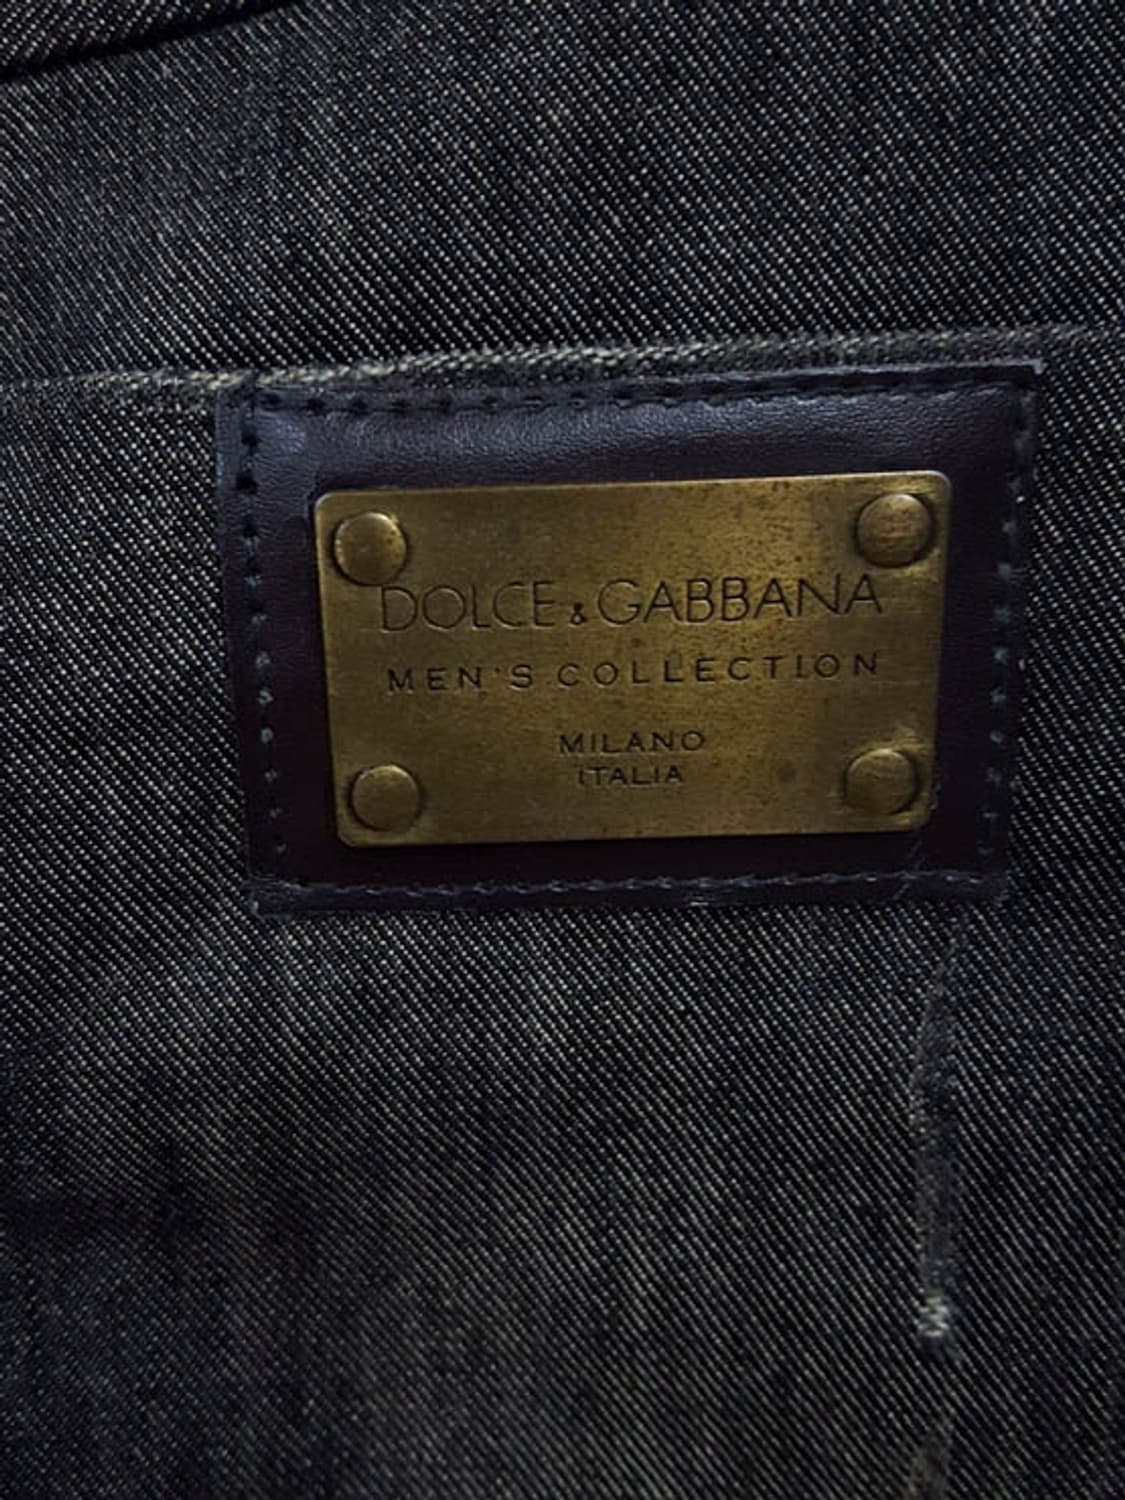 DOLCE & GABBANA
MEN'S COLLECTION
MILANO
ITALIA